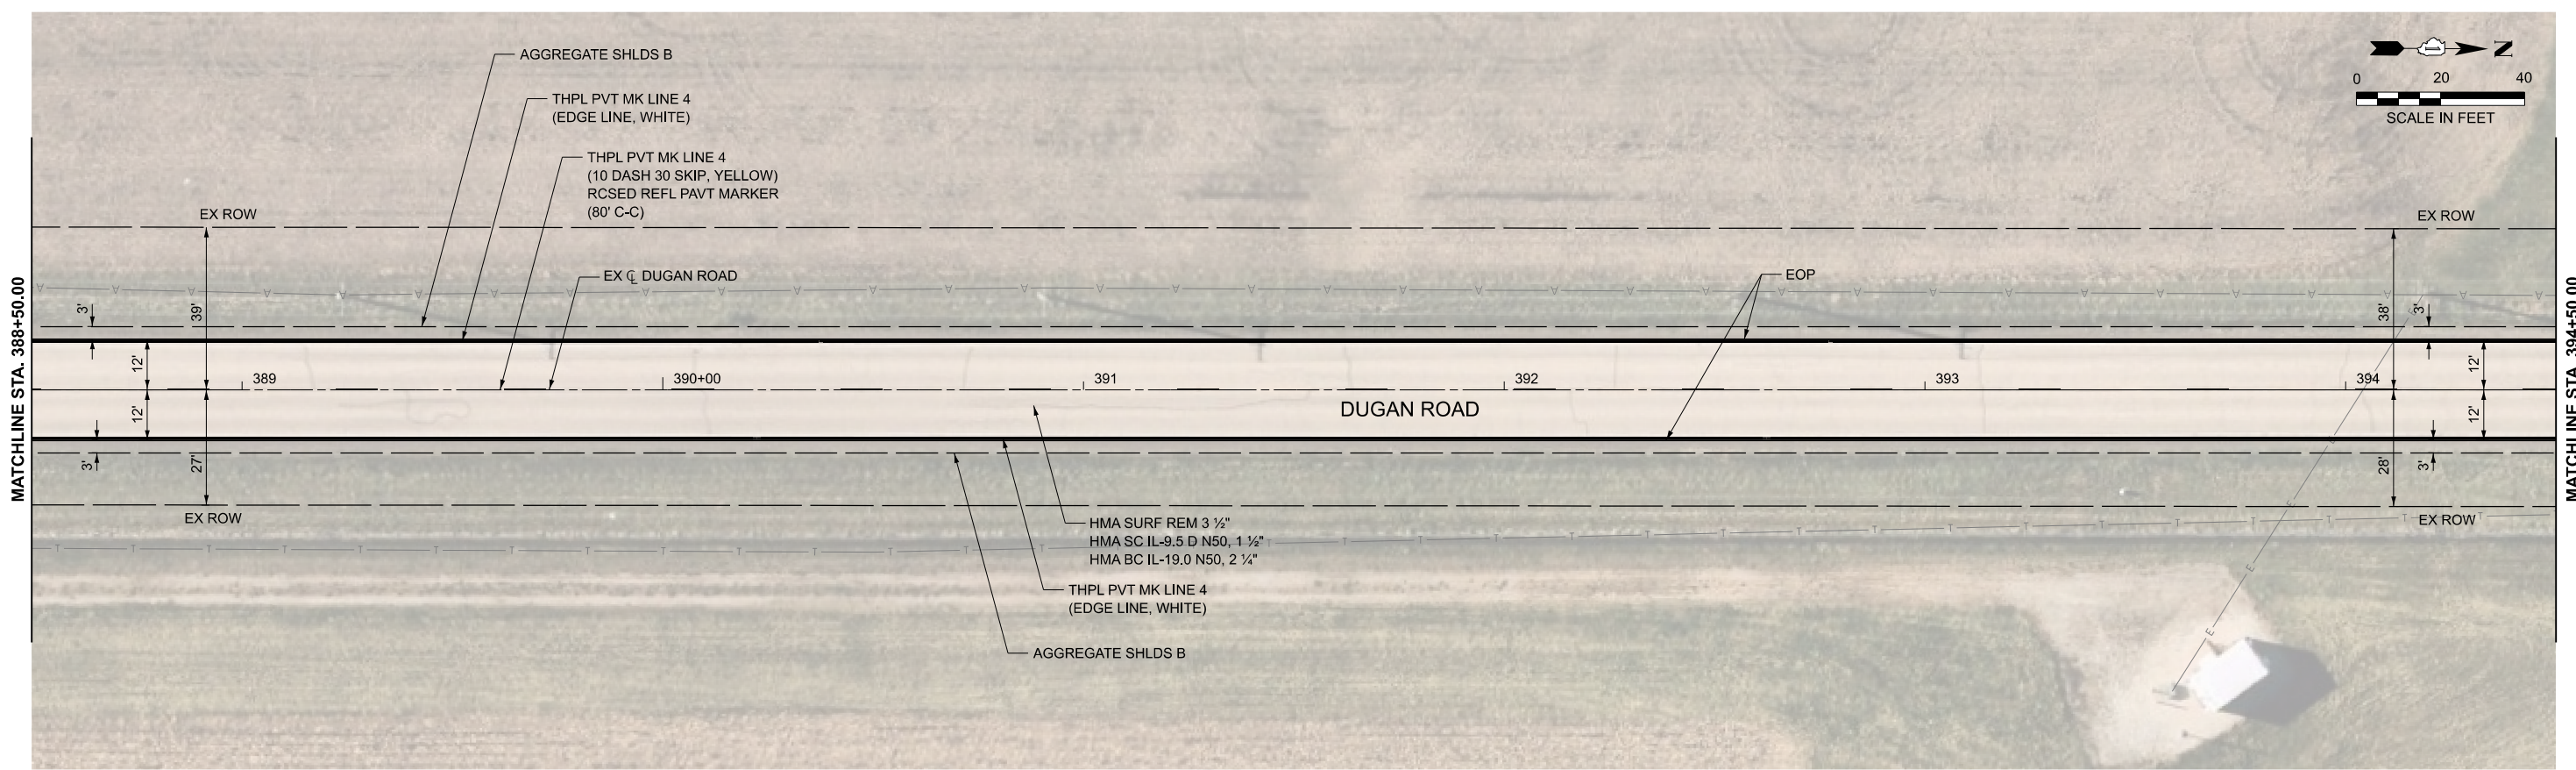 AGGREGATE SHLDS B
THPL PVT MK LINE 4
(EDGE LINE, WHITE)
THPL PVT MK LINE 4
(10 DASH 30 SKIP, YELLOW)
RCSED REFL PAVT MARKER
(80' C-C)
N
0 20 40
SCALE IN FEET
EX ROW
EX ROW
EX ℄ DUGAN ROAD
EOP
MATCHLINE STA. 388+50.00
MATCHLINE STA. 394+50.00
3'
39'
38'
3'
12'
12'
389
390+00
391
392
393
394
12'
12'
DUGAN ROAD
3'
27'
28'
3'
EX ROW
EX ROW
HMA SURF REM 3 ½"
HMA SC IL-9.5 D N50, 1 ½"
HMA BC IL-19.0 N50, 2 ¼"
THPL PVT MK LINE 4
(EDGE LINE, WHITE)
AGGREGATE SHLDS B